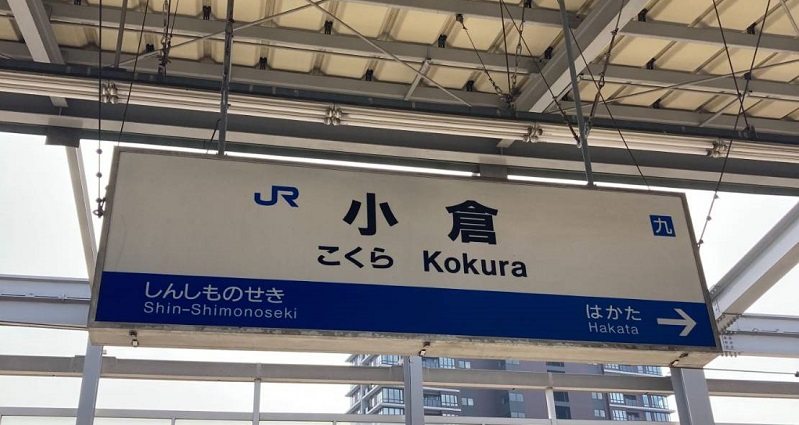 JR 小倉 九
こくら Kokura
しんしものせき はかた
Shin-Shimonoseki Hakata →